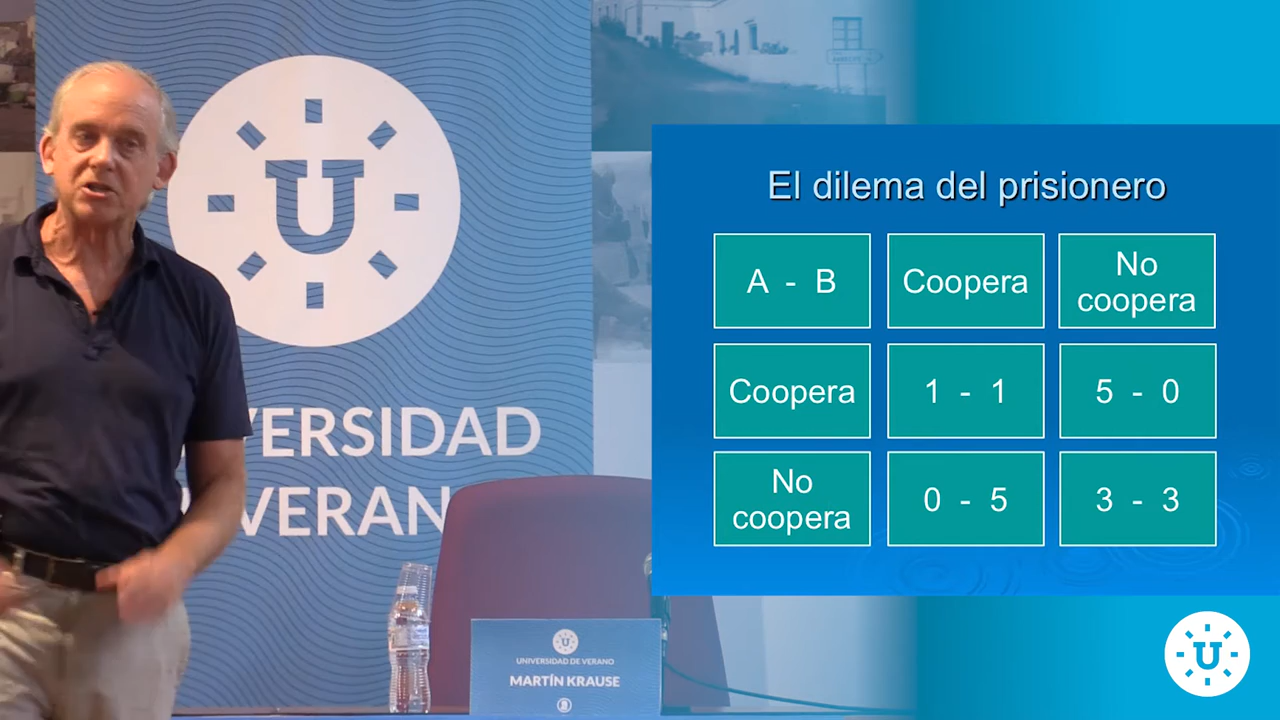 U
VERSIDAD
VERAN
UNIVERSIDAD DE VERANO
MARTÍN KRAUSE
El dilema del prisionero
A - B
Coopera
No
coopera
Coopera
1 - 1
5 - 0
No
coopera
0 - 5
3 - 3
U